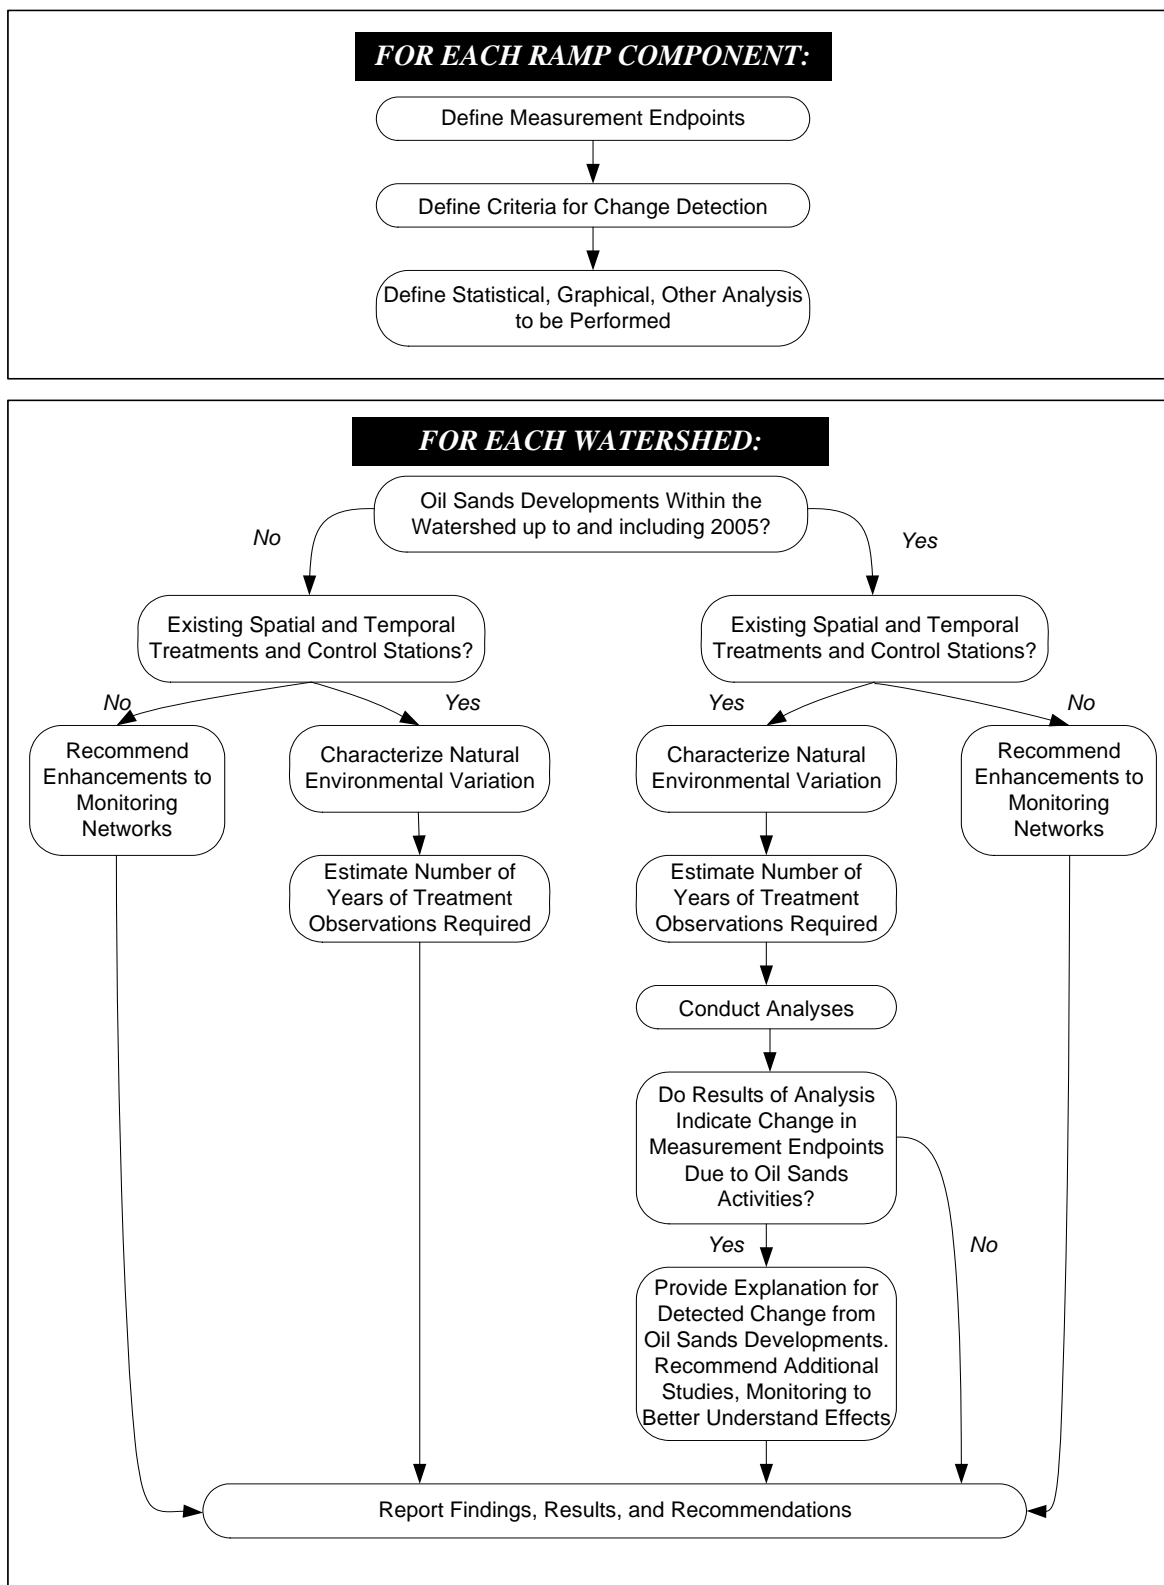 FOR EACH RAMP COMPONENT:
Define Measurement Endpoints
Define Criteria for Change Detection
Define Statistical, Graphical, Other Analysis
to be Performed
FOR EACH WATERSHED:
Oil Sands Developments Within the
Watershed up to and including 2005?
No
Yes
Existing Spatial and Temporal
Treatments and Control Stations?
Existing Spatial and Temporal
Treatments and Control Stations?
No
Yes
Yes
No
Recommend
Enhancements to
Monitoring
Networks
Characterize Natural
Environmental Variation
Characterize Natural
Environmental Variation
Recommend
Enhancements to
Monitoring
Networks
Estimate Number of
Years of Treatment
Observations Required
Estimate Number of
Years of Treatment
Observations Required
Conduct Analyses
Do Results of Analysis
Indicate Change in
Measurement Endpoints
Due to Oil Sands
Activities?
Yes
No
Provide Explanation for
Detected Change from
Oil Sands Developments.
Recommend Additional
Studies, Monitoring to
Better Understand Effects
Report Findings, Results, and Recommendations